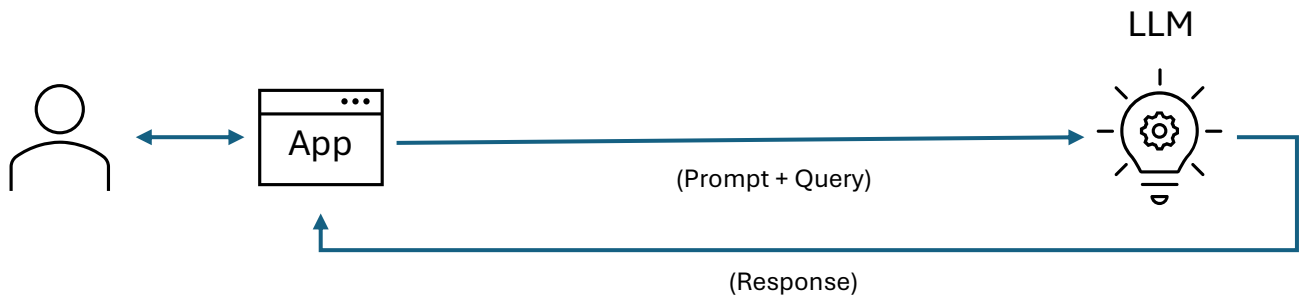 LLM
App
(Prompt + Query)
(Response)